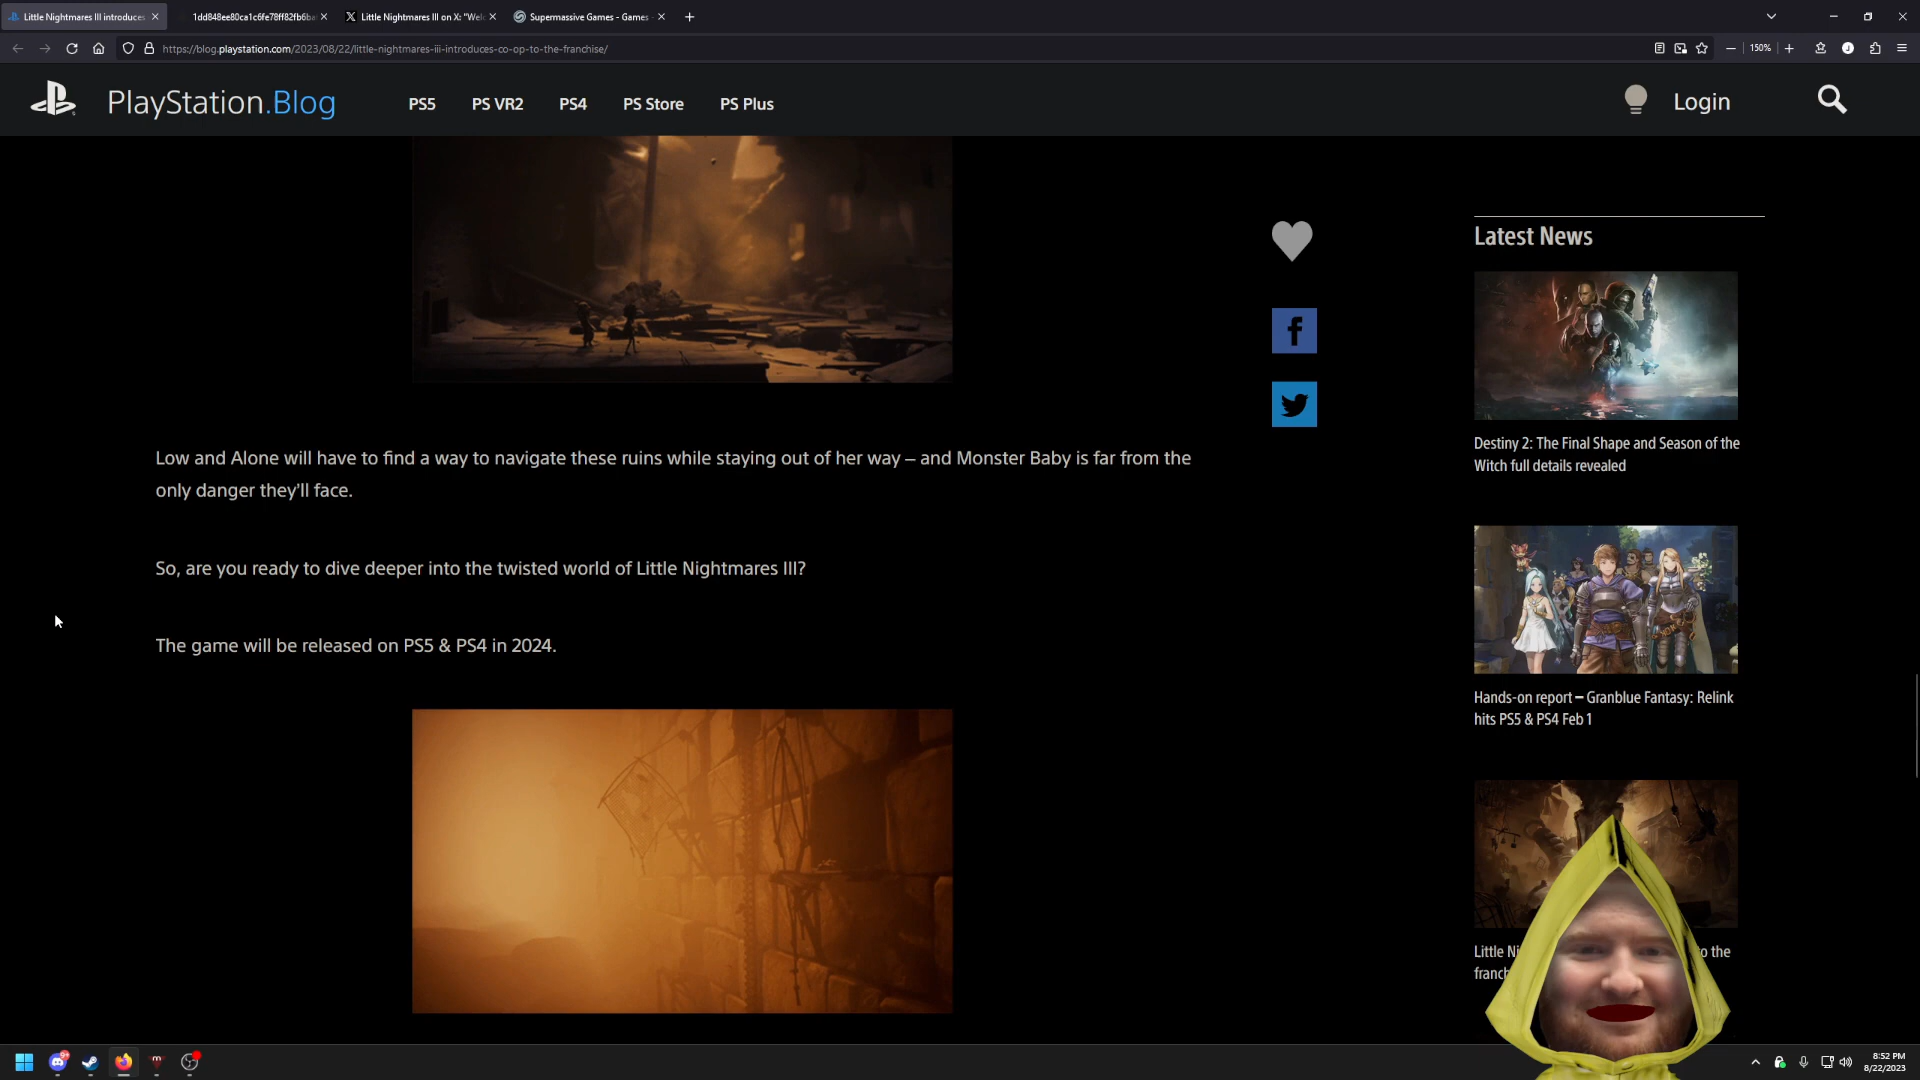 Little Nightmares III introduces
1dd848ee80ca1c6fe78ff82fb6ba
Little Nightmares III on X: "Welc
Supermassive Games - Games
https://blog.playstation.com/2023/08/22/little-nightmares-iii-introduces-co-op-to-the-franchise/
150%
PlayStation.Blog
PS5
PS VR2
PS4
PS Store
PS Plus
Login
Latest News
Destiny 2: The Final Shape and Season of the
Witch full details revealed
Low and Alone will have to find a way to navigate these ruins while staying out of her way – and Monster Baby is far from the
only danger they'll face.
So, are you ready to dive deeper into the twisted world of Little Nightmares III?
The game will be released on PS5 & PS4 in 2024.
Hands-on report – Granblue Fantasy: Relink
hits PS5 & PS4 Feb 1
Little Ni o the
franch
8:52 PM
8/22/2023